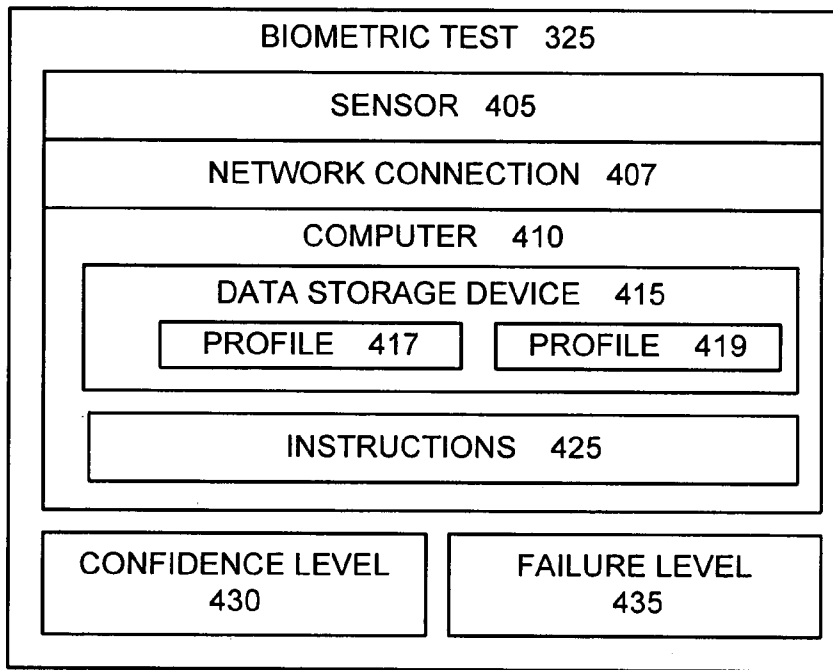 BIOMETRIC TEST 325
SENSOR 405
NETWORK CONNECTION 407
COMPUTER 410
DATA STORAGE DEVICE 415
PROFILE 417
PROFILE 419
INSTRUCTIONS 425
CONFIDENCE LEVEL
430
FAILURE LEVEL
435